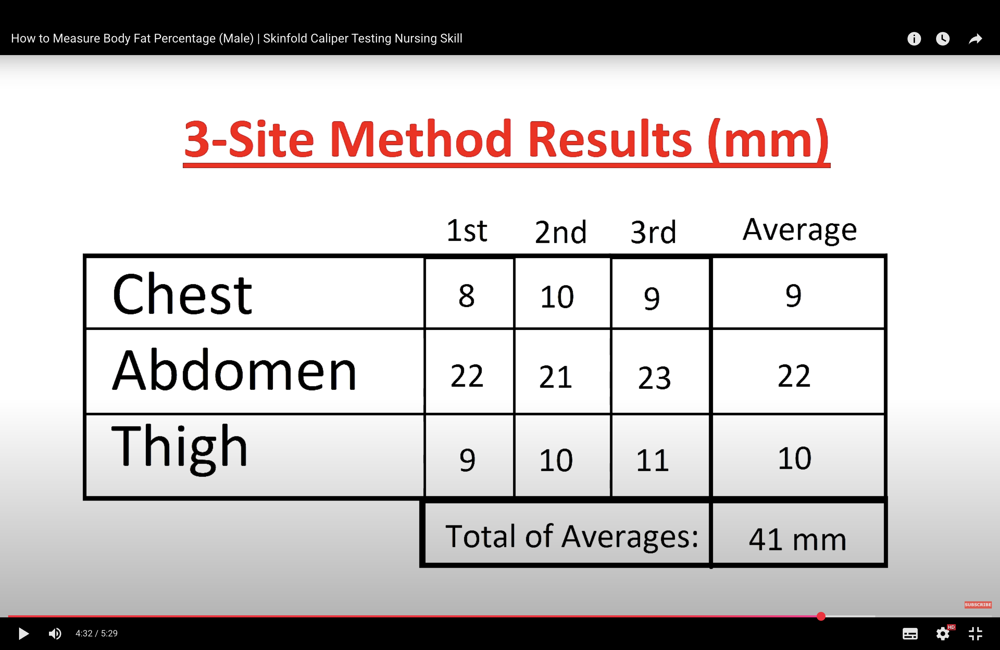 How to Measure Body Fat Percentage (Male) | Skinfold Caliper Testing Nursing Skill
3-Site Method Results (mm)
1st 2nd 3rd Average
Chest 8 10 9 9
Abdomen 22 21 23 22
Thigh 9 10 11 10
Total of Averages: 41 mm
SUBSCRIBE
4:32 / 5:29 HD